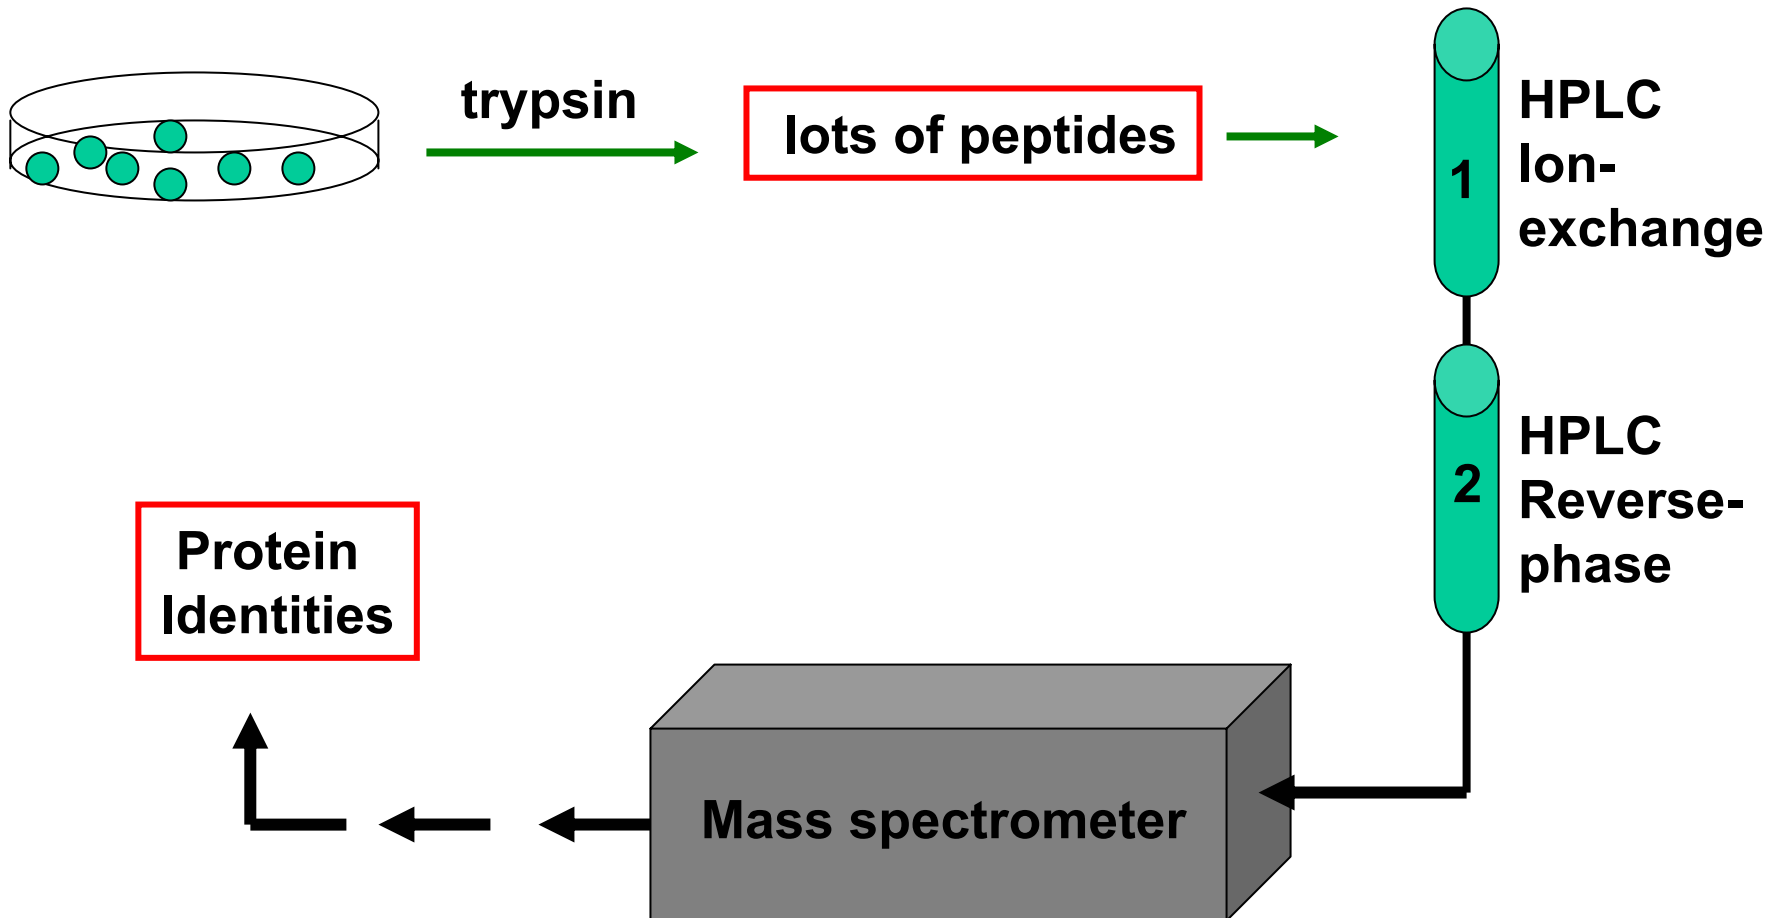 trypsin
lots of peptides
1
HPLC
Ion-
exchange
2
HPLC
Reverse-
phase
Mass spectrometer
Protein
Identities